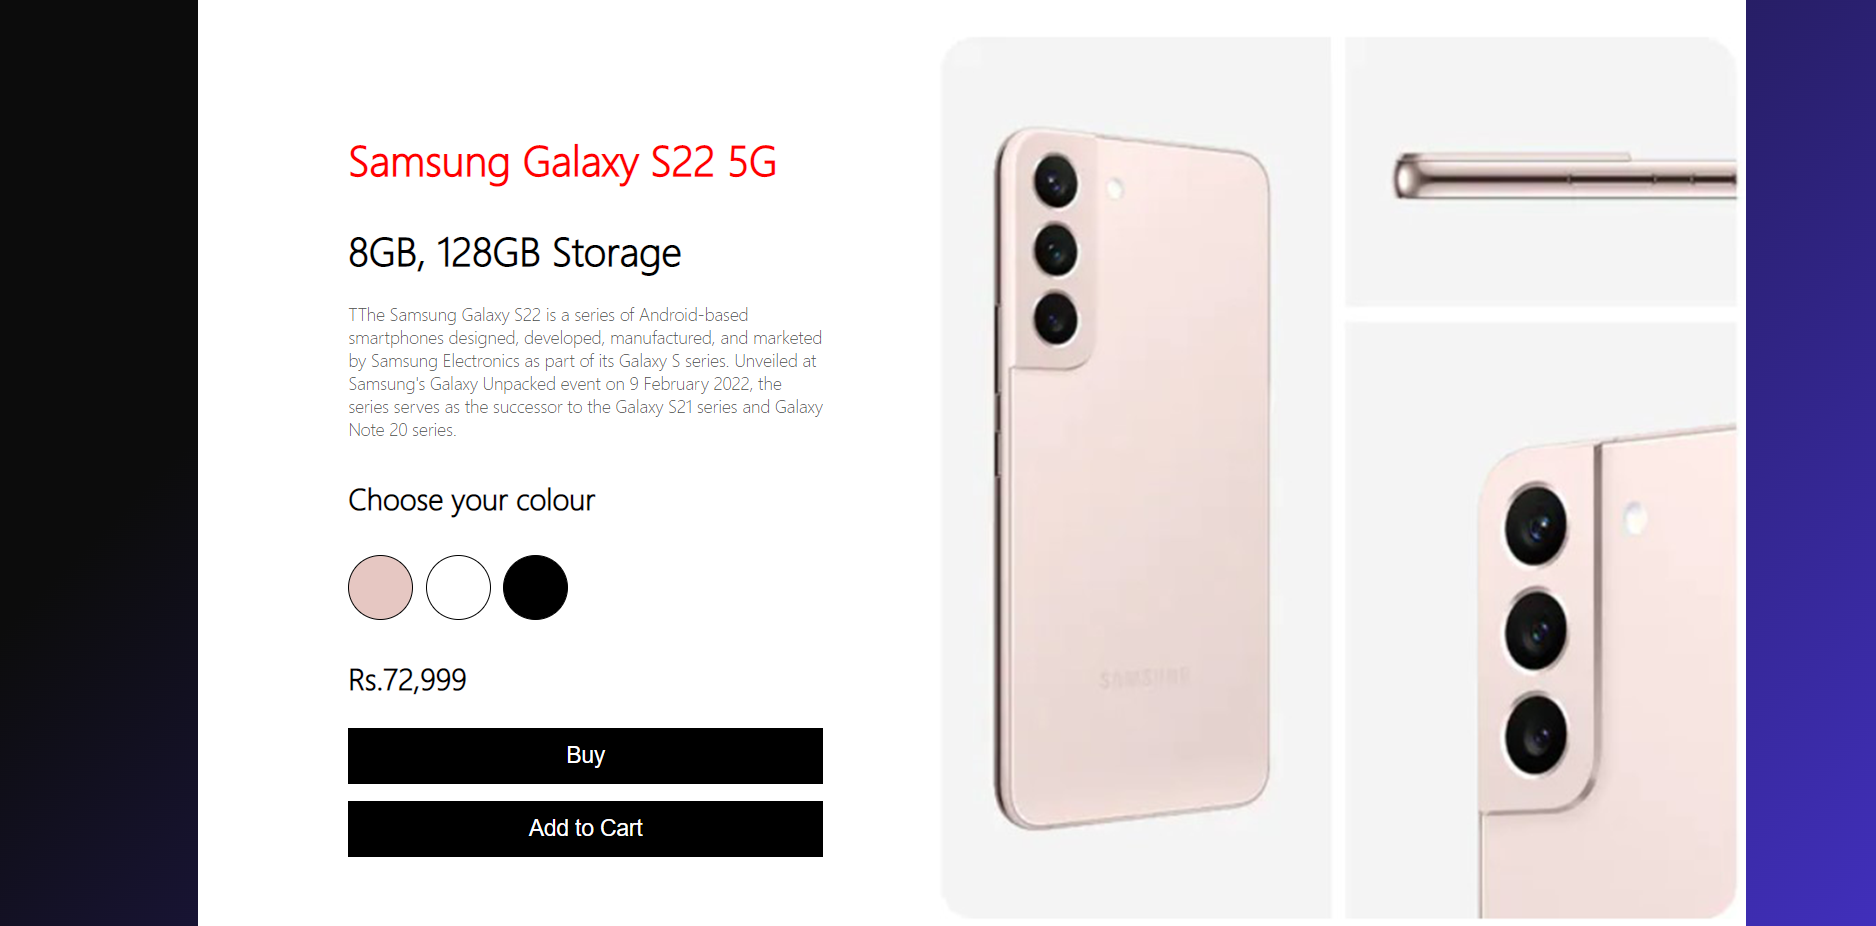 Samsung Galaxy S22 5G
8GB, 128GB Storage
TThe Samsung Galaxy S22 is a series of Android-based
smartphones designed, developed, manufactured, and marketed
by Samsung Electronics as part of its Galaxy S series. Unveiled at
Samsung's Galaxy Unpacked event on 9 February 2022, the
series serves as the successor to the Galaxy S21 series and Galaxy
Note 20 series.
Choose your colour
Rs.72,999
Buy
Add to Cart
SAMSUNG